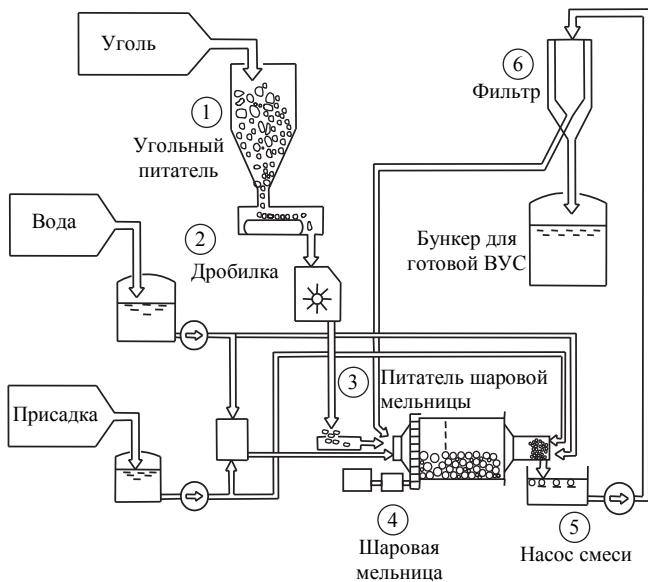 Уголь
1
Угольный
питатель
6
Фильтр
Вода
2
Дробилка
Бункер для
готовой ВУС
3
Питатель шаровой
мельницы
Присадка
4
Шаровая
мельница
5
Насос смеси